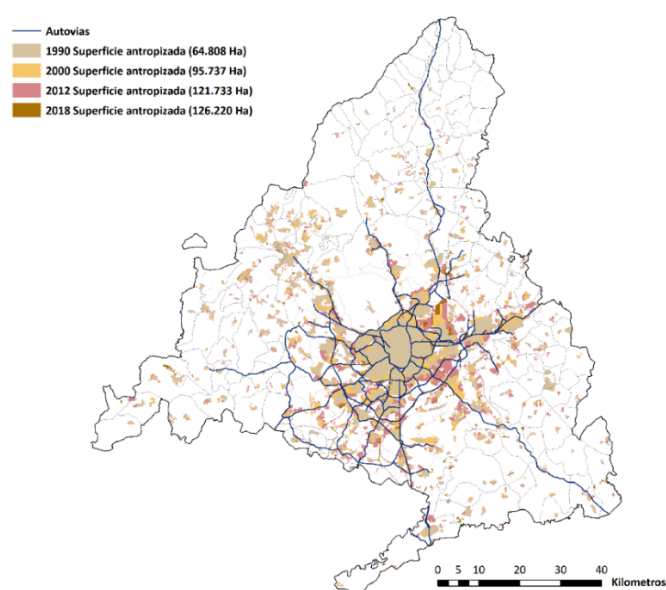 Autovias
1990 Superficie antropizada (64.808 Ha)
2000 Superficie antropizada (95.737 Ha)
2012 Superficie antropizada (121.733 Ha)
2018 Superficie antropizada (126.220 Ha)
0 5 10 20 30 40
Kilometros